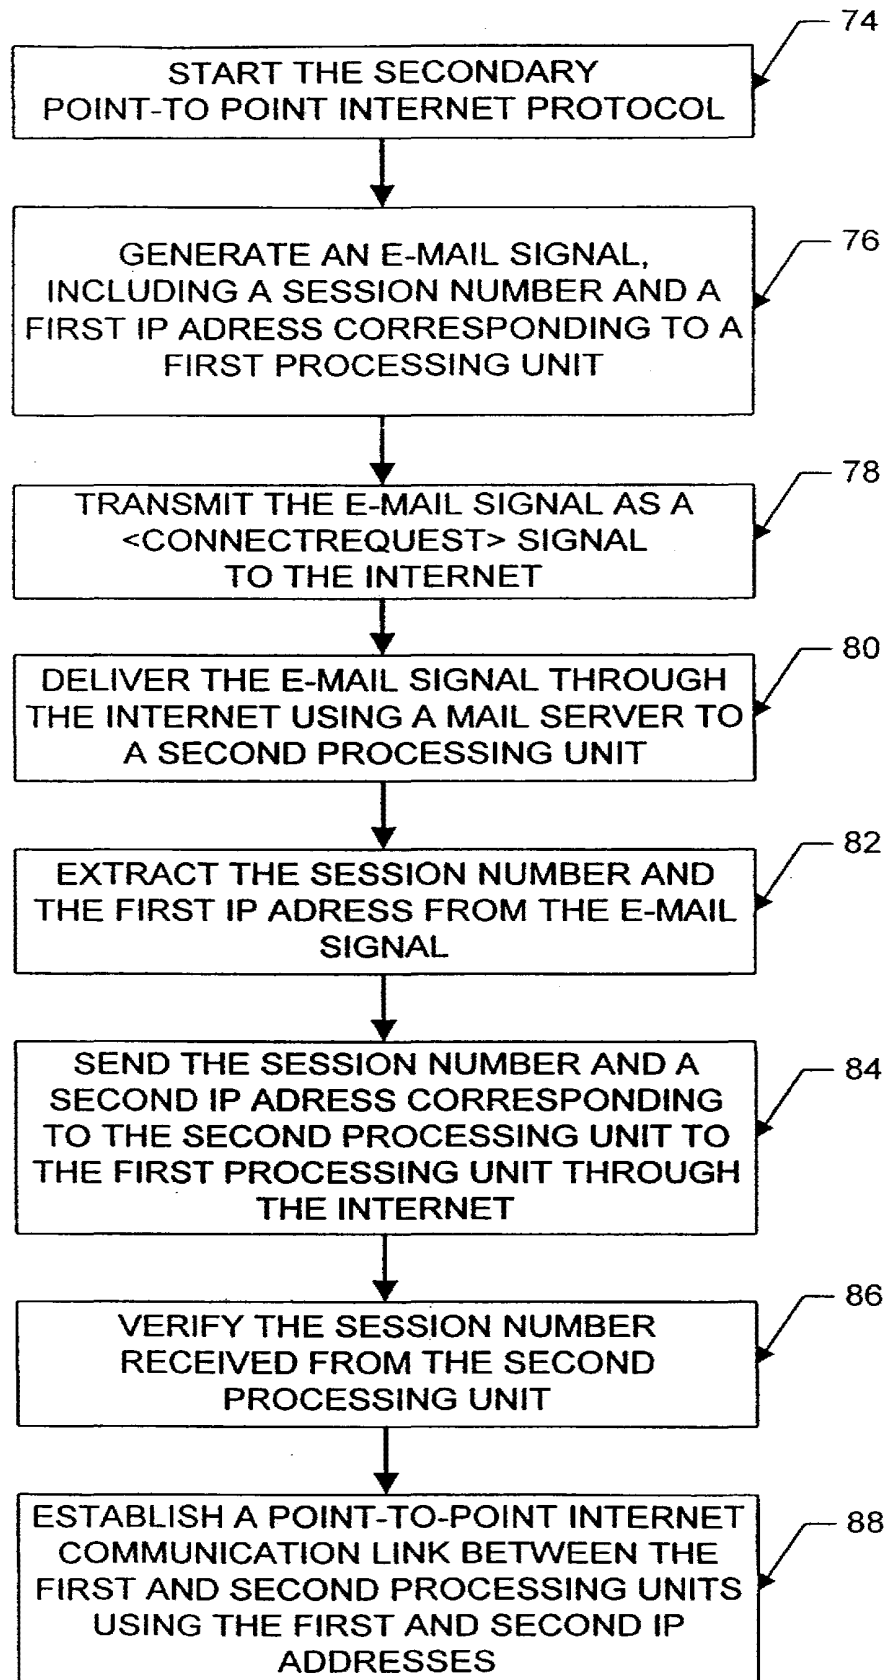 74
START THE SECONDARY
POINT-TO POINT INTERNET PROTOCOL
76
GENERATE AN E-MAIL SIGNAL,
INCLUDING A SESSION NUMBER AND A
FIRST IP ADRESS CORRESPONDING TO A
FIRST PROCESSING UNIT
78
TRANSMIT THE E-MAIL SIGNAL AS A
<CONNECTREQUEST> SIGNAL
TO THE INTERNET
80
DELIVER THE E-MAIL SIGNAL THROUGH
THE INTERNET USING A MAIL SERVER TO
A SECOND PROCESSING UNIT
82
EXTRACT THE SESSION NUMBER AND
THE FIRST IP ADRESS FROM THE E-MAIL
SIGNAL
84
SEND THE SESSION NUMBER AND A
SECOND IP ADRESS CORRESPONDING
TO THE SECOND PROCESSING UNIT TO
THE FIRST PROCESSING UNIT THROUGH
THE INTERNET
86
VERIFY THE SESSION NUMBER
RECEIVED FROM THE SECOND
PROCESSING UNIT
88
ESTABLISH A POINT-TO-POINT INTERNET
COMMUNICATION LINK BETWEEN THE
FIRST AND SECOND PROCESSING UNITS
USING THE FIRST AND SECOND IP
ADDRESSES